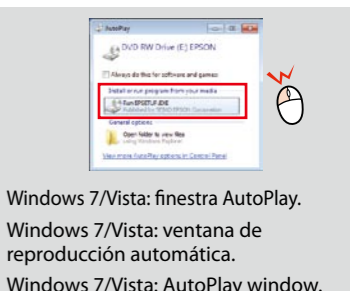 AutoPlay
DVD RW Drive (E:) EPSON
Always do this for software and games:
Install or run program from your media
Run EPSETUP.EXE
Published by SEIKO EPSON Corporation
General options
Open folder to view files
using Windows Explorer
View more AutoPlay options in Control Panel
Windows 7/Vista: finestra AutoPlay.
Windows 7/Vista: ventana de
reproducción automática.
Windows 7/Vista: AutoPlay window.